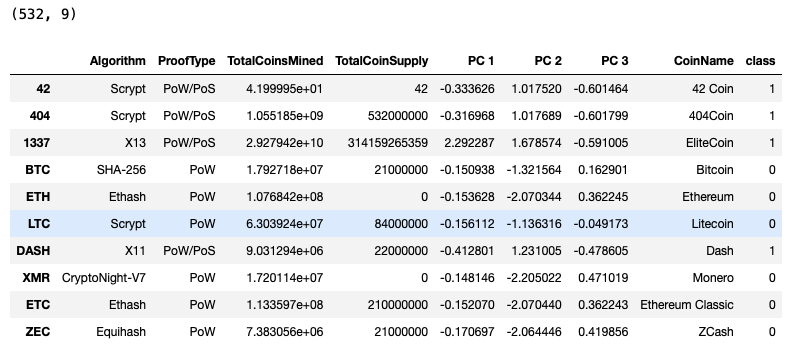 (532, 9)
Algorithm ProofType TotalCoinsMined TotalCoinSupply PC 1 PC 2 PC 3 CoinName class
42 Scrypt PoW/PoS 4.199995e+01 42 -0.333626 1.017520 -0.601464 42 Coin 1
404 Scrypt PoW/PoS 1.055185e+09 532000000 -0.316968 1.017689 -0.601799 404Coin 1
1337 X13 PoW/PoS 2.927942e+10 314159265359 2.292287 1.678574 -0.591005 EliteCoin 1
BTC SHA-256 PoW 1.792718e+07 21000000 -0.150938 -1.321564 0.162901 Bitcoin 0
ETH Ethash PoW 1.076842e+08 0 -0.153628 -2.070344 0.362245 Ethereum 0
LTC Scrypt PoW 6.303924e+07 84000000 -0.156112 -1.136316 -0.049173 Litecoin 0
DASH X11 PoW/PoS 9.031294e+06 22000000 -0.412801 1.231005 -0.478605 Dash 1
XMR CryptoNight-V7 PoW 1.720114e+07 0 -0.148146 -2.205022 0.471019 Monero 0
ETC Ethash PoW 1.133597e+08 210000000 -0.152070 -2.070440 0.362243 Ethereum Classic 0
ZEC Equihash PoW 7.383056e+06 21000000 -0.170697 -2.064446 0.419856 ZCash 0